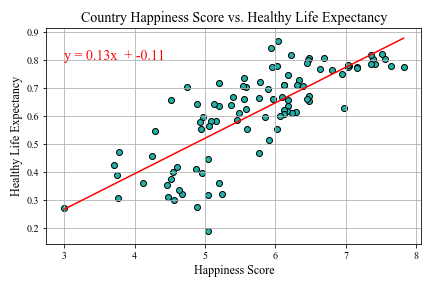 Country Happiness Score vs. Healthy Life Expectancy
y = 0.13x + -0.11
Healthy Life Expectancy
0.9
0.8
0.7
0.6
0.5
0.4
0.3
0.2
3 4 5 6 7 8
Happiness Score